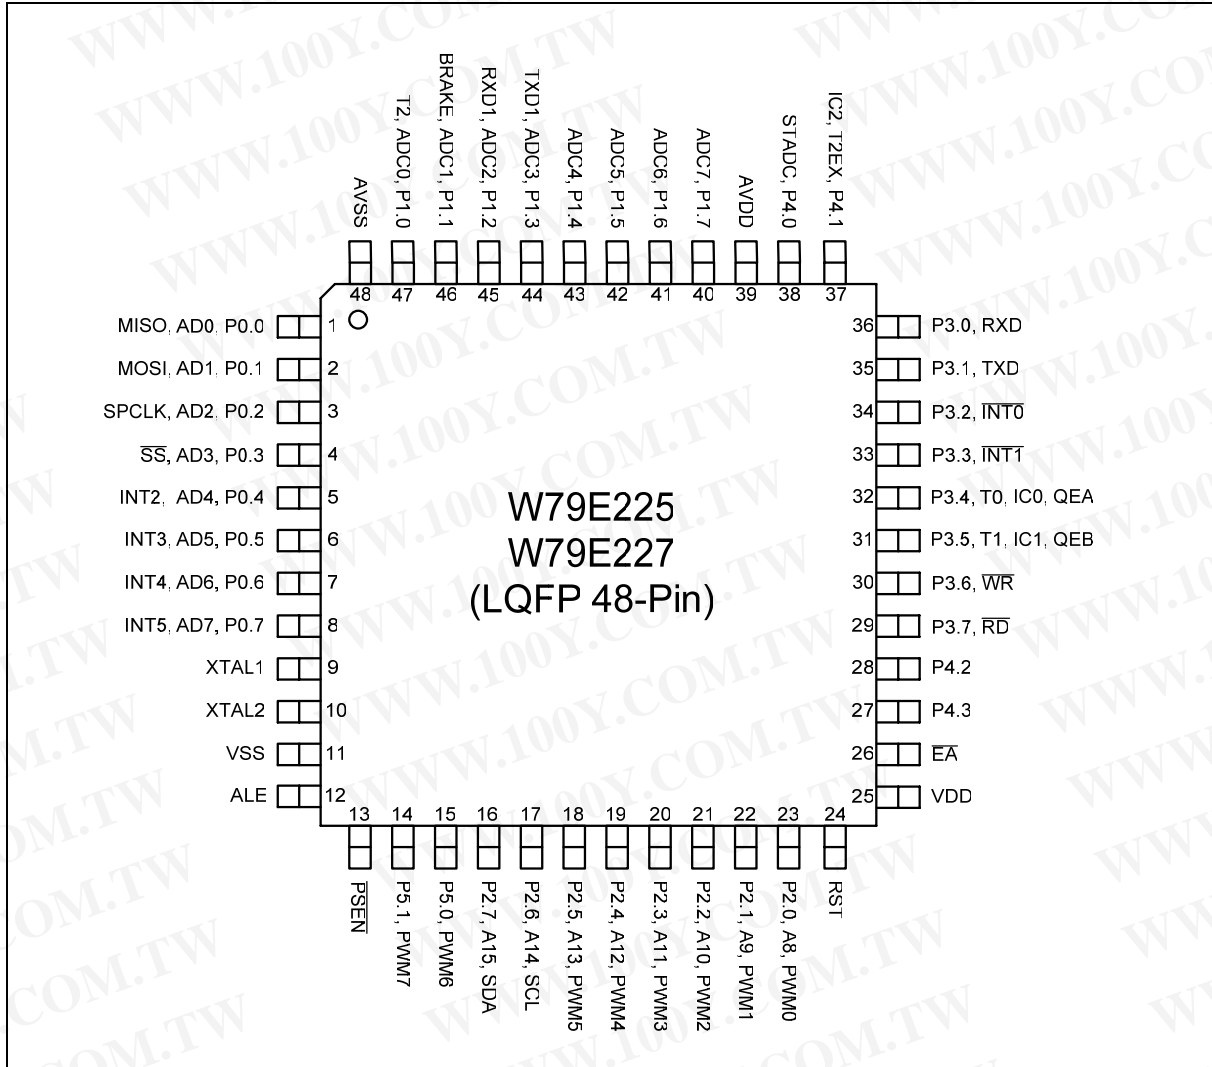 AVSS
T2, ADC0, P1.0
BRAKE, ADC1, P1.1
RXD1, ADC2, P1.2
TXD1, ADC3, P1.3
ADC4, P1.4
ADC5, P1.5
ADC6, P1.6
ADC7, P1.7
AVDD
STADC, P4.0
IC2, T2EX, P4.1
48 47 46 45 44 43 42 41 40 39 38 37
MISO, AD0, P0.0 1
MOSI, AD1, P0.1 2
SPCLK, AD2, P0.2 3
SS, AD3, P0.3 4
INT2, AD4, P0.4 5
INT3, AD5, P0.5 6
INT4, AD6, P0.6 7
INT5, AD7, P0.7 8
XTAL1 9
XTAL2 10
VSS 11
ALE 12
W79E225
W79E227
(LQFP 48-Pin)
36 P3.0, RXD
35 P3.1, TXD
34 P3.2, INT0
33 P3.3, INT1
32 P3.4, T0, IC0, QEA
31 P3.5, T1, IC1, QEB
30 P3.6, WR
29 P3.7, RD
28 P4.2
27 P4.3
26 EA
25 VDD
13 14 15 16 17 18 19 20 21 22 23 24
PSEN
P5.1, PWM7
P5.0, PWM6
P2.7, A15, SDA
P2.6, A14, SCL
P2.5, A13, PWM5
P2.4, A12, PWM4
P2.3, A11, PWM3
P2.2, A10, PWM2
P2.1, A9, PWM1
P2.0, A8, PWM0
RST
WWW.100Y.COM.TW